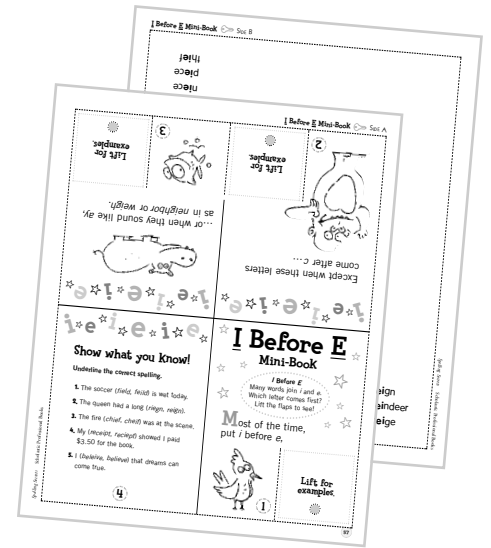 I Before E Mini-Book Side B
thief
piece
niece
eign
eindeer
eige
I Before E Mini-Book Side A
3
Lift for
examples.
...or when they sound like ay,
as in neighbor or weigh.
i e i e i e i
2
Lift for
examples.
Except when these letters
come after c ...
i e i e i e i
i e i e i e i e
Show what you know!
Underline the correct spelling.
1. The soccer (field, feild) is wet today.
2. The queen had a long (riegn, reign).
3. The fire (chief, cheif) was at the scene.
4. My (receipt, reciept) showed I paid
$3.50 for the book.
5. I (beleive, believe) that dreams can
come true.
4
I Before E
Mini-Book
I Before E
Many words join i and e.
Which letter comes first?
Lift the flaps to see!
Most of the time,
put i before e,
1
Lift for
examples.
Scholastic Professional Books
Scholastic Professional Books